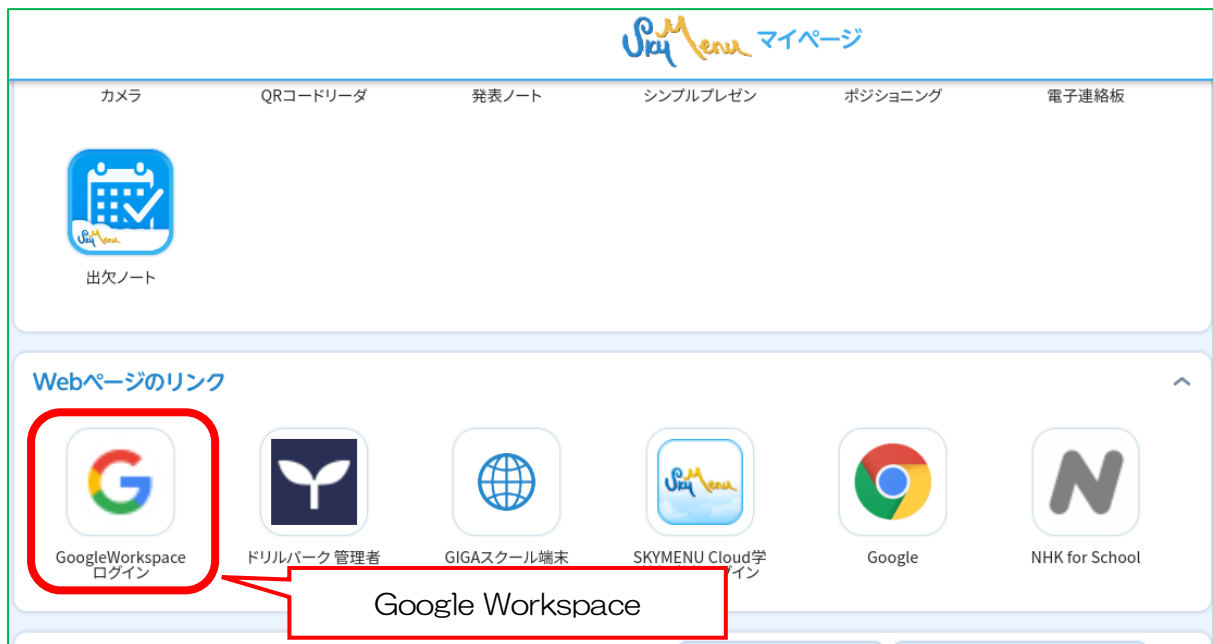 SkyMenu マイページ
カメラ
QRコードリーダ
発表ノート
シンプルプレゼン
ポジショニング
電子連絡板
SkyMenu
出欠ノート
Webページのリンク
GoogleWorkspace
ログイン
ドリルパーク 管理者
GIGAスクール端末
SkyMenu
SKYMENU Cloud学
イン
Google
NHK for School
Google Workspace